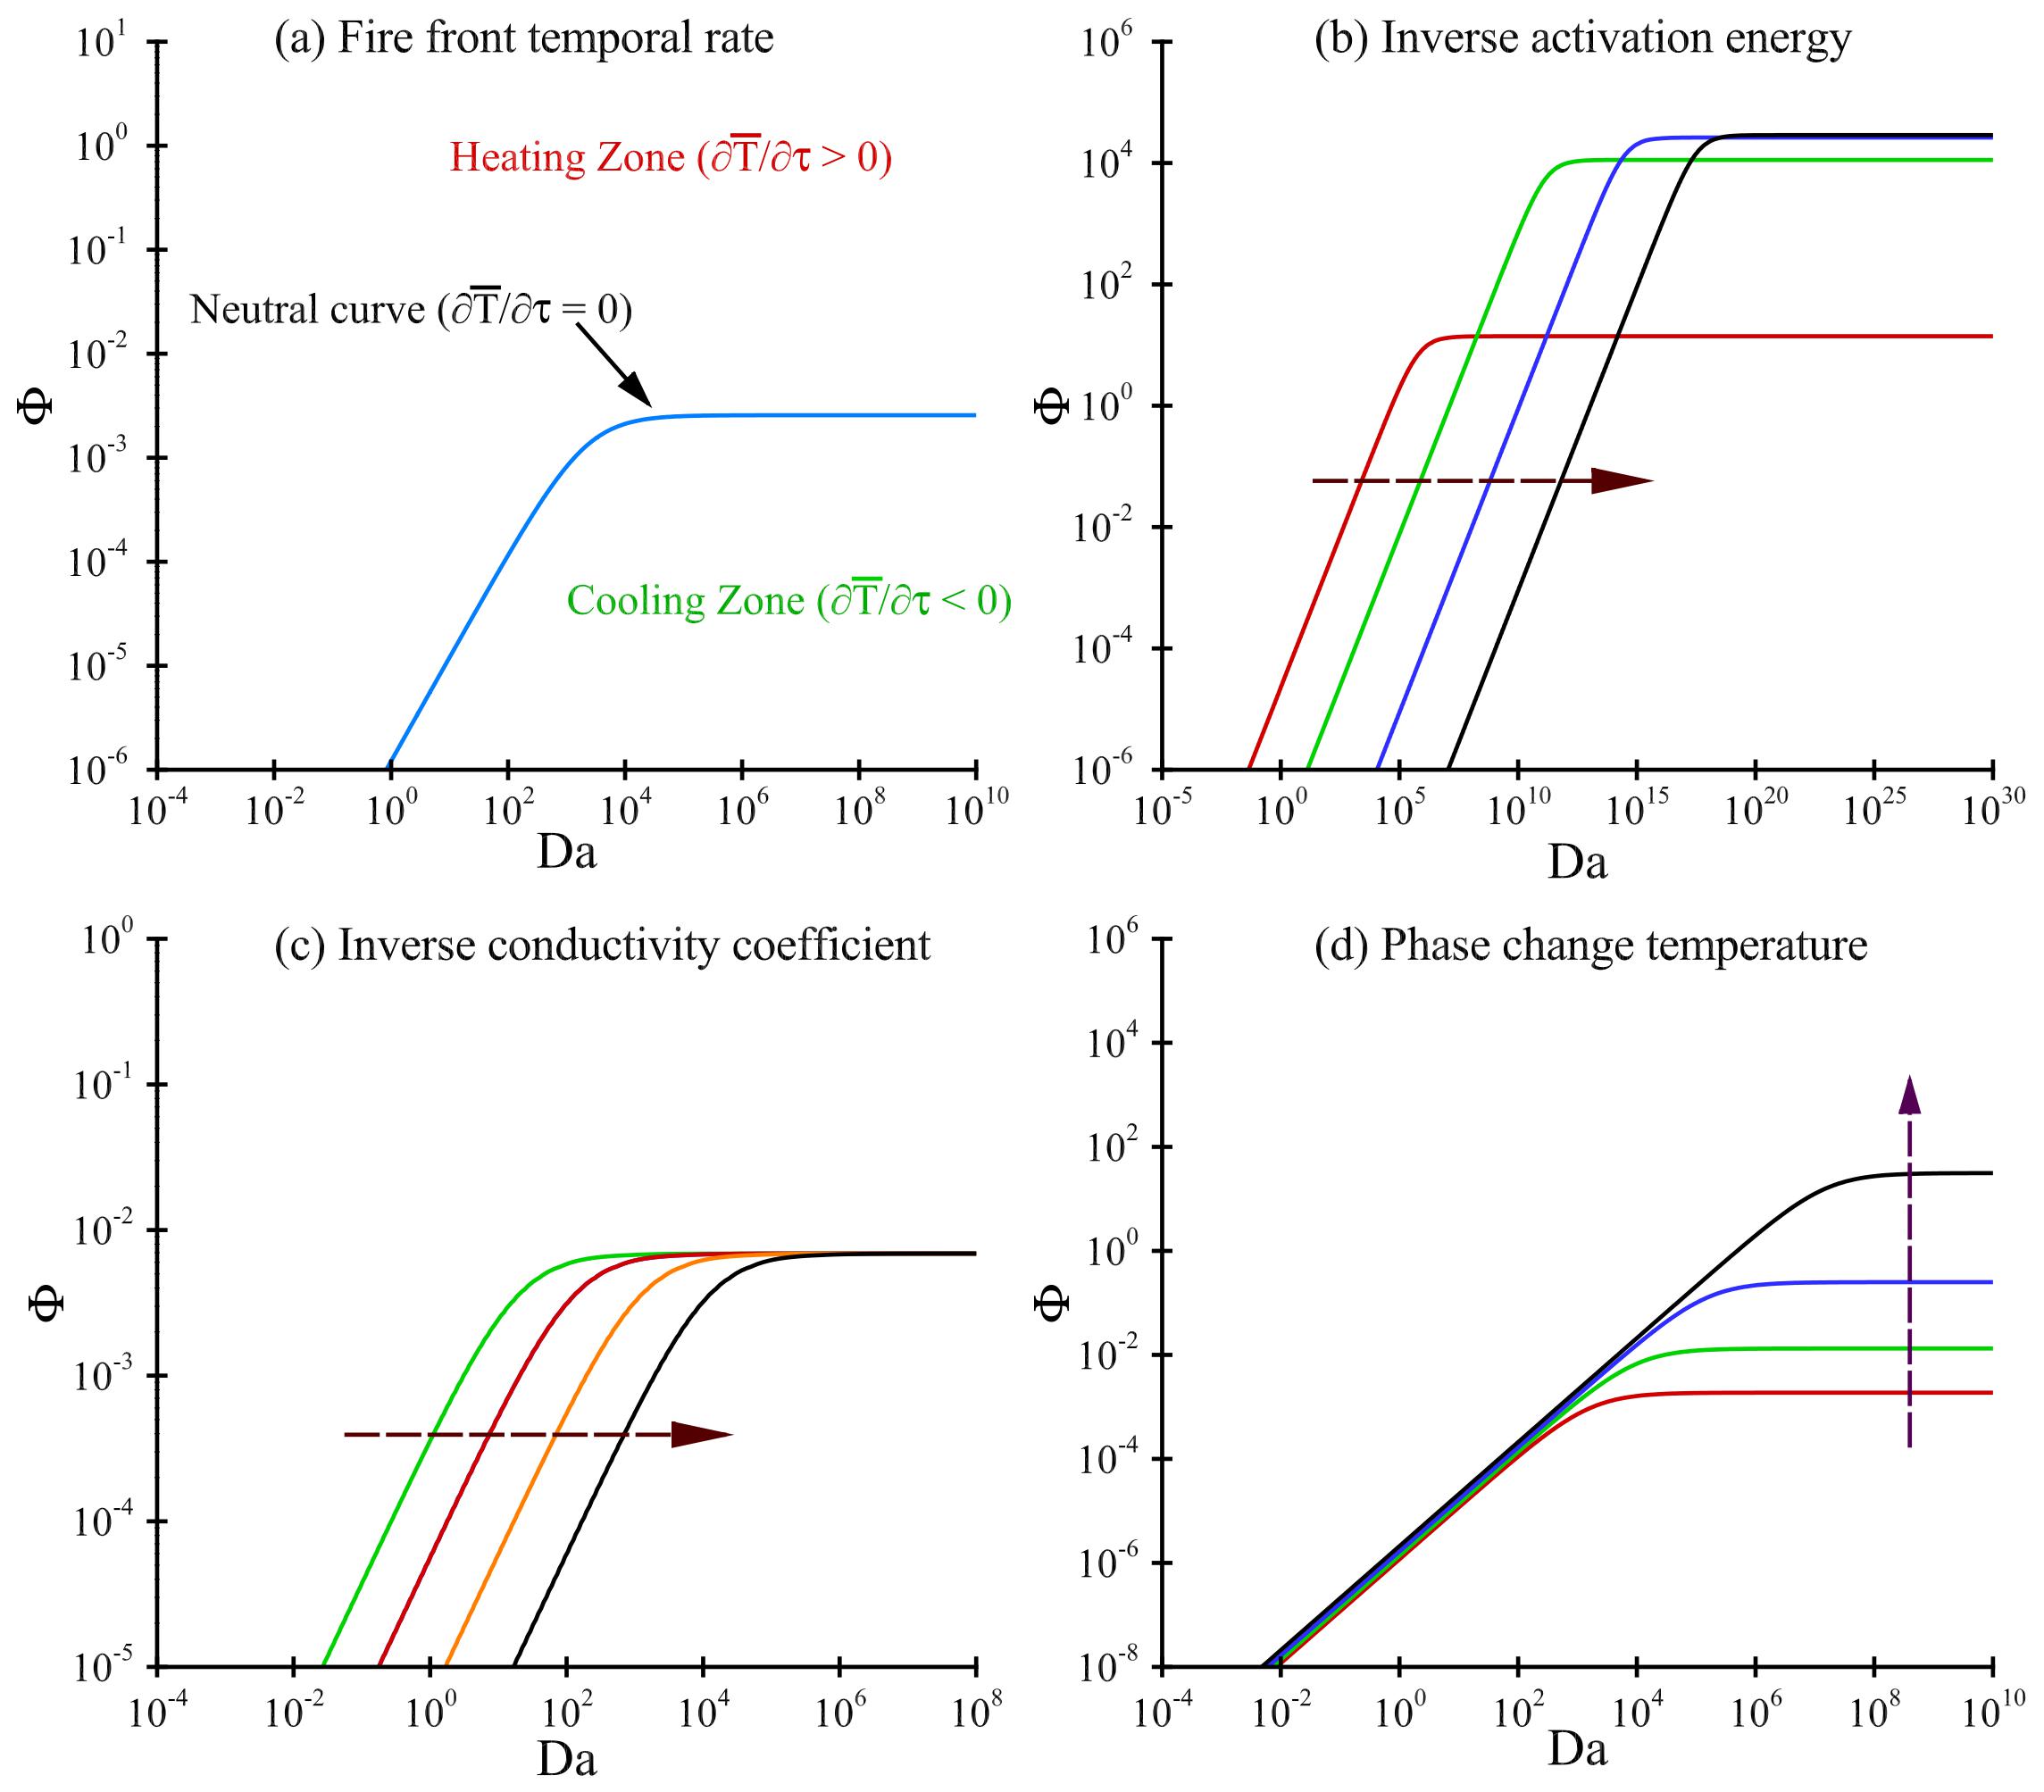 (a) Fire front temporal rate
10^1
10^0
10^-1
10^-2
10^-3
10^-4
10^-5
10^-6
Φ
Heating Zone (∂T̅/∂τ > 0)
Neutral curve (∂T̅/∂τ = 0)
Cooling Zone (∂T̅/∂τ < 0)
10^-4 10^-2 10^0 10^2 10^4 10^6 10^8 10^10
Da
(b) Inverse activation energy
10^6
10^4
10^2
10^0
10^-2
10^-4
10^-6
Φ
10^-5 10^0 10^5 10^10 10^15 10^20 10^25 10^30
Da
(c) Inverse conductivity coefficient
10^0
10^-1
10^-2
10^-3
10^-4
10^-5
Φ
10^-4 10^-2 10^0 10^2 10^4 10^6 10^8
Da
(d) Phase change temperature
10^6
10^4
10^2
10^0
10^-2
10^-4
10^-6
10^-8
Φ
10^-4 10^-2 10^0 10^2 10^4 10^6 10^8 10^10
Da